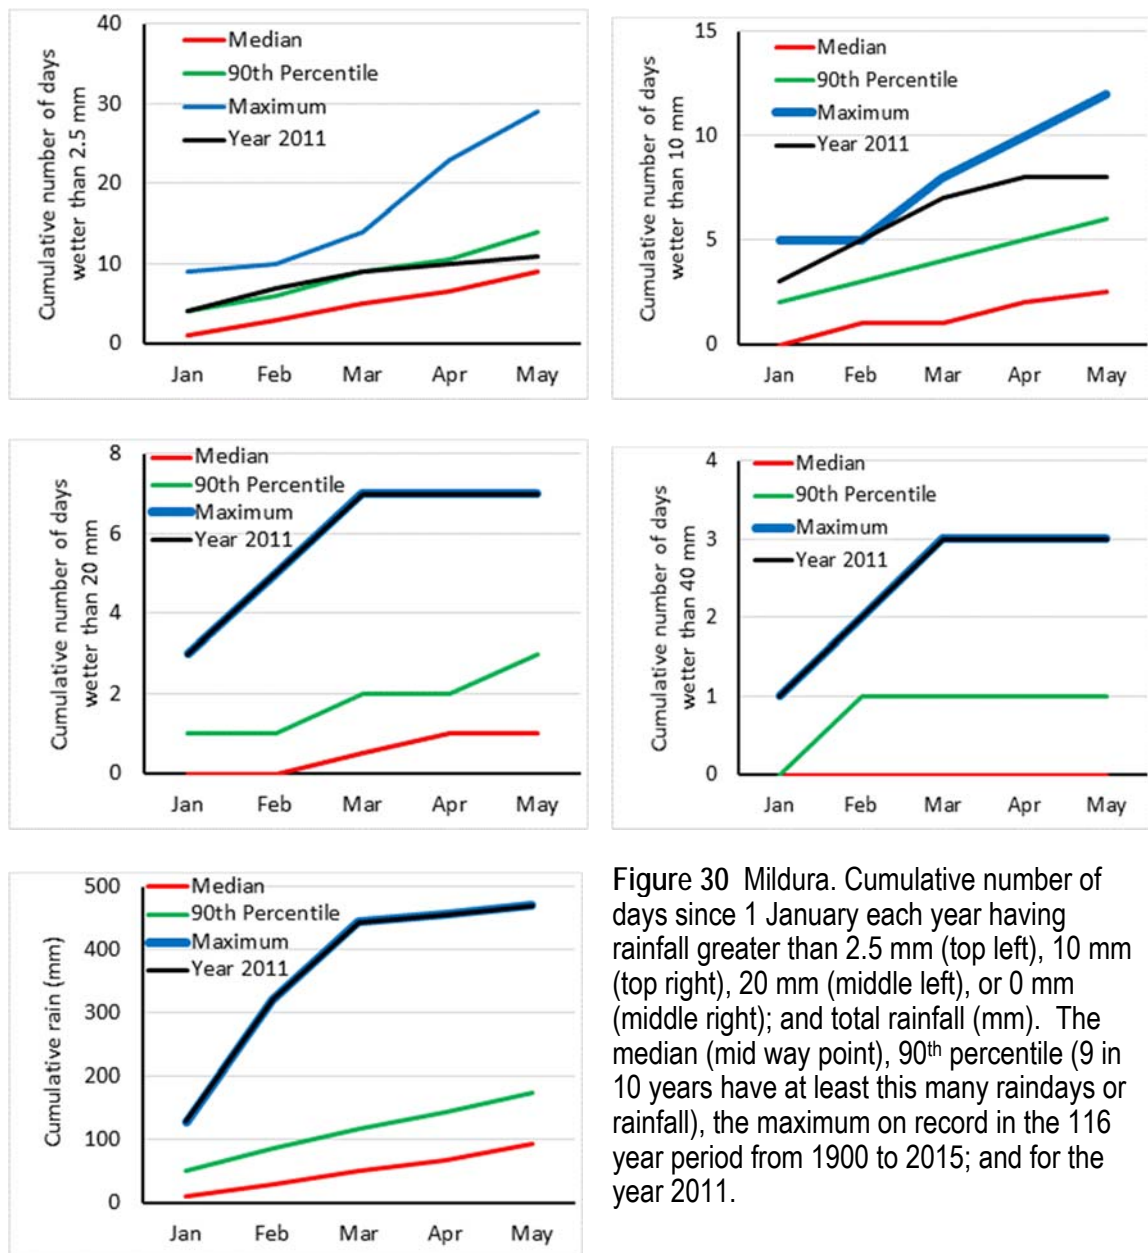 Cumulative number of days
wetter than 2.5 mm
40
30
20
10
0
Median
90th Percentile
Maximum
Year 2011
Jan Feb Mar Apr May
Cumulative number of days
wetter than 10 mm
15
10
5
0
Median
90th Percentile
Maximum
Year 2011
Jan Feb Mar Apr May
Cumulative number of days
wetter than 20 mm
8
6
4
2
0
Median
90th Percentile
Maximum
Year 2011
Jan Feb Mar Apr May
Cumulative number of days
wetter than 40 mm
4
3
2
1
0
Median
90th Percentile
Maximum
Year 2011
Jan Feb Mar Apr May
Cumulative rain (mm)
500
400
300
200
100
0
Median
90th Percentile
Maximum
Year 2011
Jan Feb Mar Apr May
Figure 30 Mildura. Cumulative number of
days since 1 January each year having
rainfall greater than 2.5 mm (top left), 10 mm
(top right), 20 mm (middle left), or 0 mm
(middle right); and total rainfall (mm). The
median (mid way point), 90th percentile (9 in
10 years have at least this many raindays or
rainfall), the maximum on record in the 116
year period from 1900 to 2015; and for the
year 2011.